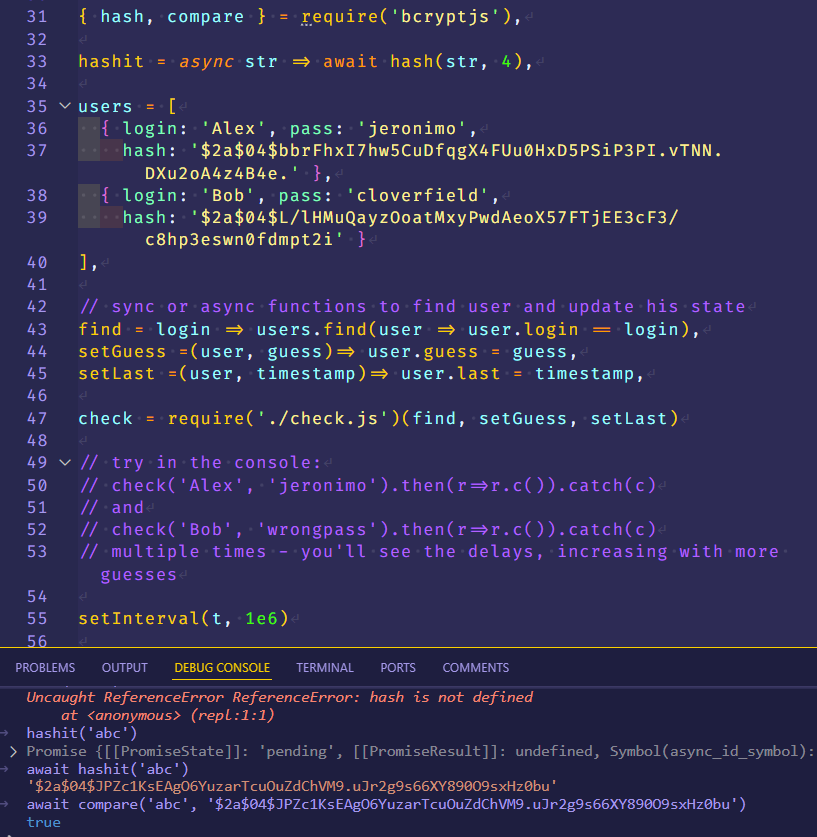 31 { hash, compare } = require('bcryptjs'),
32
33 hashit = async str => await hash(str, 4),
34
35 users = [
36 { login: 'Alex', pass: 'jeronimo',
37 hash: '$2a$04$bbrFhxI7hw5CuDfqgX4FUu0HxD5PSiP3PI.vTNN.
DXu2oA4z4B4e.' },
38 { login: 'Bob', pass: 'cloverfield',
39 hash: '$2a$04$L/lHMuQayzOoatMxyPwdAeoX57FTjEE3cF3/
c8hp3eswn0fdmpt2i' }
40 ],
41
42 // sync or async functions to find user and update his state
43 find = login => users.find(user => user.login == login),
44 setGuess =(user, guess)=> user.guess = guess,
45 setLast =(user, timestamp)=> user.last = timestamp,
46
47 check = require('./check.js')(find, setGuess, setLast)
48
49 // try in the console:
50 // check('Alex', 'jeronimo').then(r=>r.c()).catch(c)
51 // and
52 // check('Bob', 'wrongpass').then(r=>r.c()).catch(c)
53 // multiple times - you'll see the delays, increasing with more
guesses
54
55 setInterval(t, 1e6)
56
PROBLEMS OUTPUT DEBUG CONSOLE TERMINAL PORTS COMMENTS
Uncaught ReferenceError ReferenceError: hash is not defined
at <anonymous> (repl:1:1)
hashit('abc')
Promise {[[PromiseState]]: 'pending', [[PromiseResult]]: undefined, Symbol(async_id_symbol):
await hashit('abc')
'$2a$04$JPZc1KsEAgO6YuzarTcuOuZdChVM9.uJr2g9s66XY890O9sxHz0bu'
await compare('abc', '$2a$04$JPZc1KsEAgO6YuzarTcuOuZdChVM9.uJr2g9s66XY890O9sxHz0bu')
true